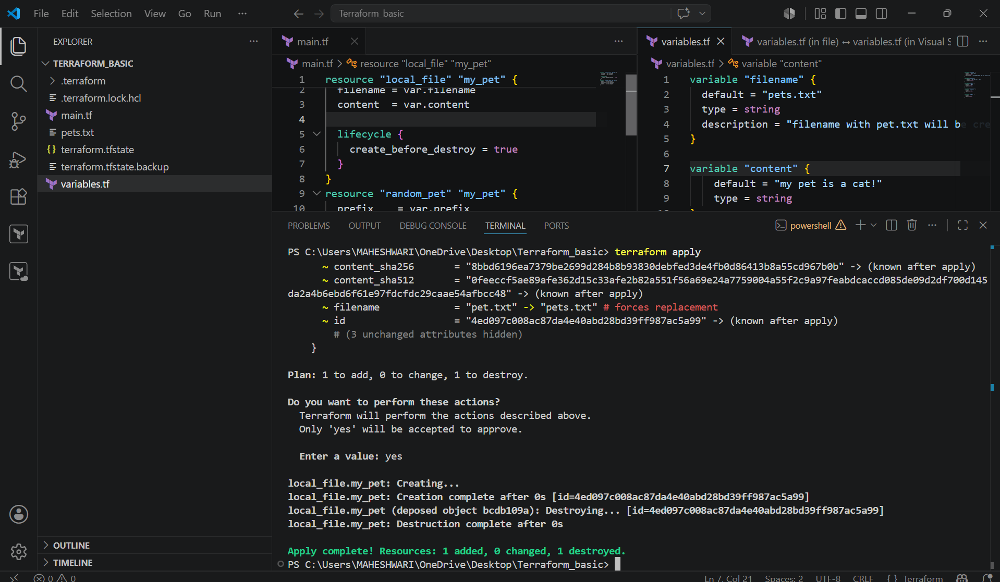 File Edit Selection View Go Run ···
Terraform_basic
EXPLORER
TERRAFORM_BASIC
.terraform
.terraform.lock.hcl
main.tf
pets.txt
terraform.tfstate
terraform.tfstate.backup
variables.tf
OUTLINE
TIMELINE
main.tf
main.tf > resource "local_file" "my_pet"
1 resource "local_file" "my_pet" {
2 filename = var.filename
3 content  = var.content
4
5 lifecycle {
6 create_before_destroy = true
7 }
8 }
9 resource "random_pet" "my_pet" {
10 prefix    = var.prefix
variables.tf variables.tf (in file) ↔ variables.tf (in Visual S
variables.tf > variable "content"
1 variable "filename" {
2 default = "pets.txt"
3 type = string
4 description = "filename with pet.txt will be cre
5 }
6
7 variable "content" {
8 default = "my pet is a cat!"
9 type = string
PROBLEMS OUTPUT DEBUG CONSOLE TERMINAL PORTS
powershell
PS C:\Users\MAHESHWARI\OneDrive\Desktop\Terraform_basic> terraform apply
~ content_sha256       = "8bbd6196ea7379be2699d284b8b93830debfed3de4fb0d86413b8a55cd967b0b" -> (known after apply)
~ content_sha512       = "0feeccf5ae89afe362d15c33afe2b82a551f56a69e24a7759004a55f2c9a97feabdcaccd085de09d2df700d145
da2a4b6ebd6f61e97fdcfdc29caae54afbcc48" -> (known after apply)
~ filename             = "pet.txt" -> "pets.txt" # forces replacement
~ id                   = "4ed097c008ac87da4e40abd28bd39ff987ac5a99" -> (known after apply)
# (3 unchanged attributes hidden)
}
Plan: 1 to add, 0 to change, 1 to destroy.
Do you want to perform these actions?
Terraform will perform the actions described above.
Only 'yes' will be accepted to approve.
Enter a value: yes
local_file.my_pet: Creating...
local_file.my_pet: Creation complete after 0s [id=4ed097c008ac87da4e40abd28bd39ff987ac5a99]
local_file.my_pet (deposed object bcdb109a): Destroying... [id=4ed097c008ac87da4e40abd28bd39ff987ac5a99]
local_file.my_pet: Destruction complete after 0s
Apply complete! Resources: 1 added, 0 changed, 1 destroyed.
PS C:\Users\MAHESHWARI\OneDrive\Desktop\Terraform_basic>
0 0 Ln 7, Col 21 Spaces: 2 UTF-8 CRLF {} Terraform